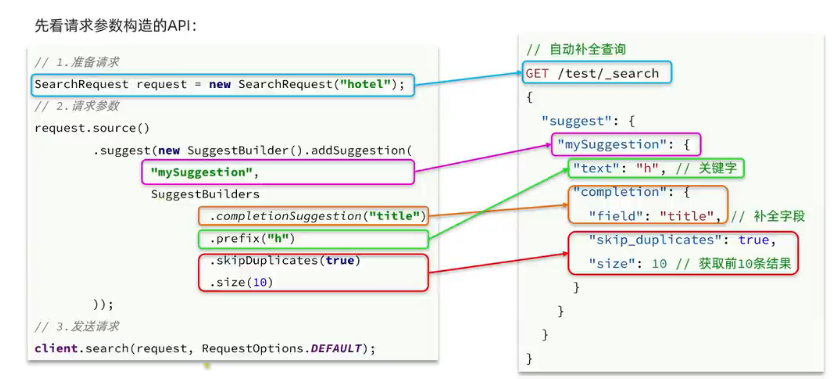 先看请求参数构造的API：
// 1.准备请求
SearchRequest request = new SearchRequest("hotel");
// 2.请求参数
request.source()
.suggest(new SuggestBuilder().addSuggestion(
"mySuggestion",
SuggestBuilders
.completionSuggestion("title")
.prefix("h")
.skipDuplicates(true)
.size(10)
));
// 3.发送请求
client.search(request, RequestOptions.DEFAULT);
// 自动补全查询
GET /test/_search
{
"suggest": {
"mySuggestion": {
"text": "h", // 关键字
"completion": {
"field": "title", // 补全字段
"skip_duplicates": true,
"size": 10 // 获取前10条结果
}
}
}
}